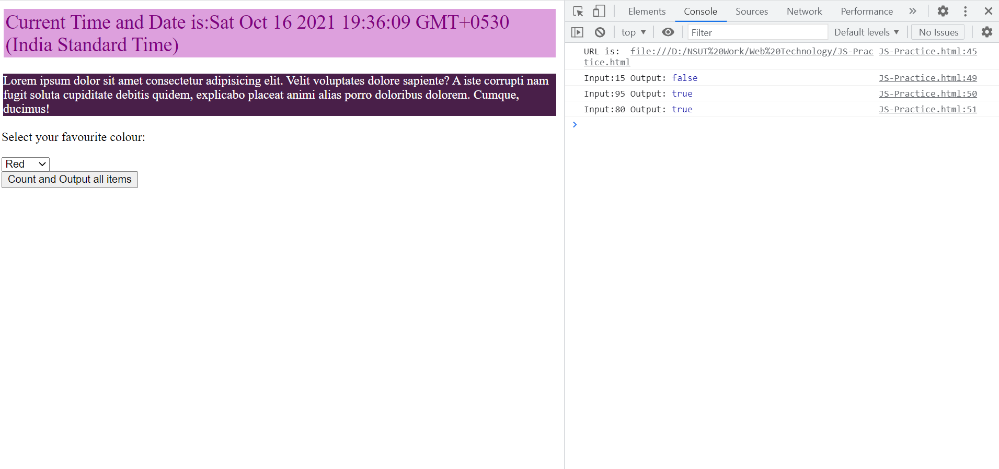 Current Time and Date is:Sat Oct 16 2021 19:36:09 GMT+0530
(India Standard Time)
Lorem ipsum dolor sit amet consectetur adipisicing elit. Velit voluptates dolore sapiente? A iste corrupti nam
fugit soluta cupiditate debitis quidem, explicabo placeat animi alias porro doloribus dolorem. Cumque,
ducimus!
Select your favourite colour:
Red
Count and Output all items
Elements Console Sources Network Performance
top Filter Default levels No Issues
URL is: file:///D:/NSUT%20Work/Web%20Technology/JS-Prac JS-Practice.html:45
tice.html
Input:15 Output: false JS-Practice.html:49
Input:95 Output: true JS-Practice.html:50
Input:80 Output: true JS-Practice.html:51